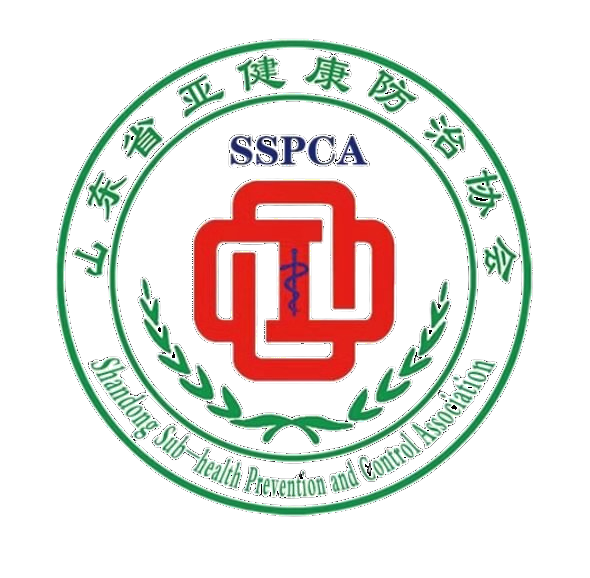 山东省亚健康防治协会
SSPCA
Shandong Sub-health Prevention and Control Association